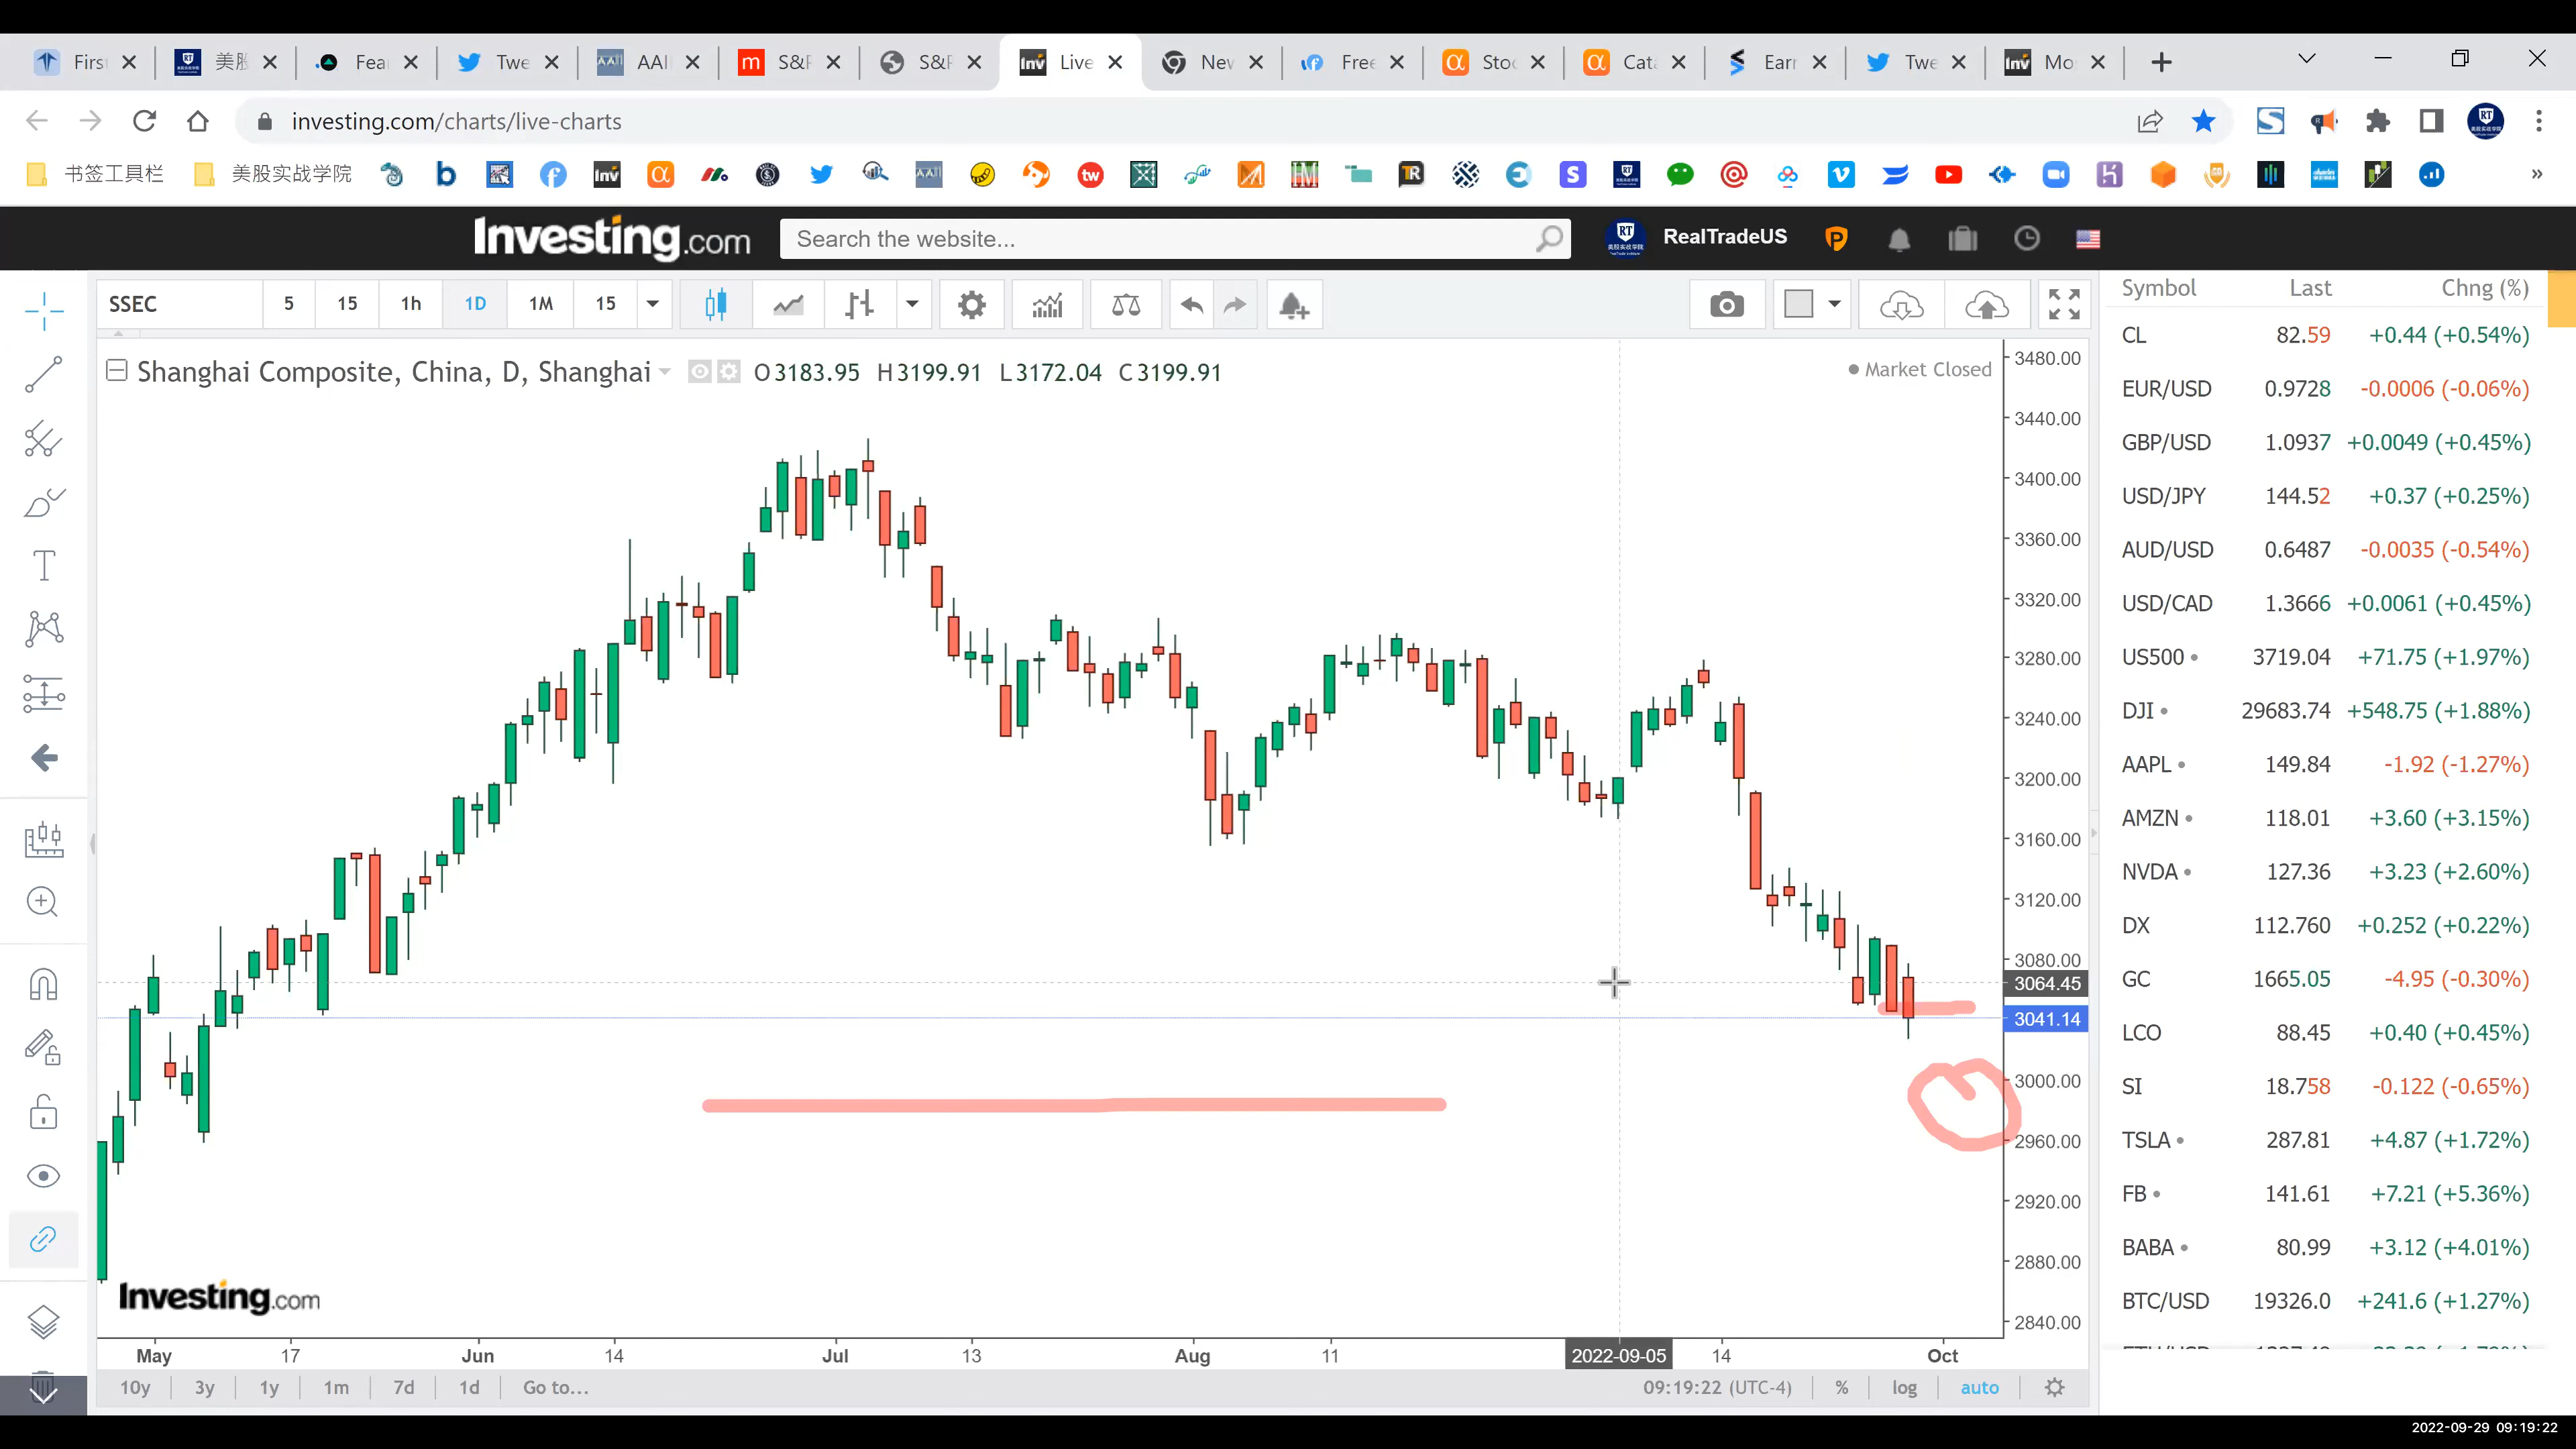 Firs 美股 Fea Twe AAI S&P S&P Live New Free Stoc Cata Earr Twe Mo
investing.com/charts/live-charts
书签工具栏 美股实战学院
Investing.com Search the website... RealTradeUS
SSEC 5 15 1h 1D 1M 15
Symbol Last Chng (%)
Shanghai Composite, China, D, Shanghai O3183.95 H3199.91 L3172.04 C3199.91
Market Closed
3480.00
3440.00
3400.00
3360.00
3320.00
3280.00
3240.00
3200.00
3160.00
3120.00
3080.00
3064.45
3041.14
3000.00
2960.00
2920.00
2880.00
2840.00
CL 82.59 +0.44 (+0.54%)
EUR/USD 0.9728 -0.0006 (-0.06%)
GBP/USD 1.0937 +0.0049 (+0.45%)
USD/JPY 144.52 +0.37 (+0.25%)
AUD/USD 0.6487 -0.0035 (-0.54%)
USD/CAD 1.3666 +0.0061 (+0.45%)
US500 3719.04 +71.75 (+1.97%)
DJI 29683.74 +548.75 (+1.88%)
AAPL 149.84 -1.92 (-1.27%)
AMZN 118.01 +3.60 (+3.15%)
NVDA 127.36 +3.23 (+2.60%)
DX 112.760 +0.252 (+0.22%)
GC 1665.05 -4.95 (-0.30%)
LCO 88.45 +0.40 (+0.45%)
SI 18.758 -0.122 (-0.65%)
TSLA 287.81 +4.87 (+1.72%)
FB 141.61 +7.21 (+5.36%)
BABA 80.99 +3.12 (+4.01%)
BTC/USD 19326.0 +241.6 (+1.27%)
Investing.com
May 17 Jun 14 Jul 13 Aug 11 2022-09-05 14 Oct
10y 3y 1y 1m 7d 1d Go to... 09:19:22 (UTC-4) % log auto
2022-09-29 09:19:22